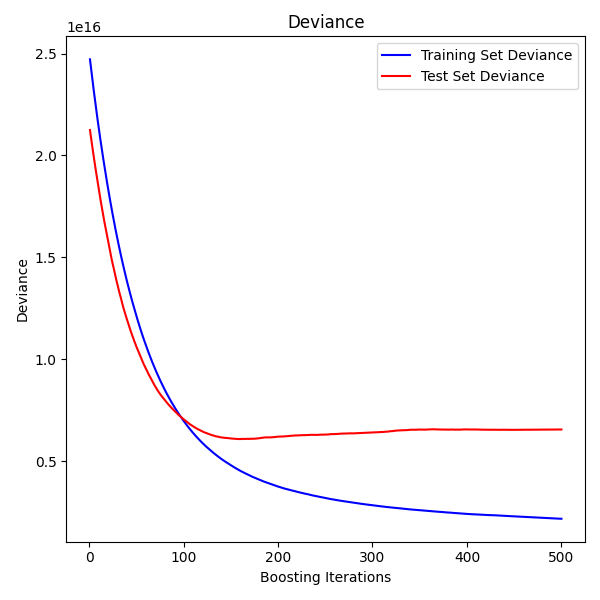 Deviance
1e16
Training Set Deviance
Test Set Deviance
2.5
2.0
1.5
1.0
0.5
Deviance
0 100 200 300 400 500
Boosting Iterations